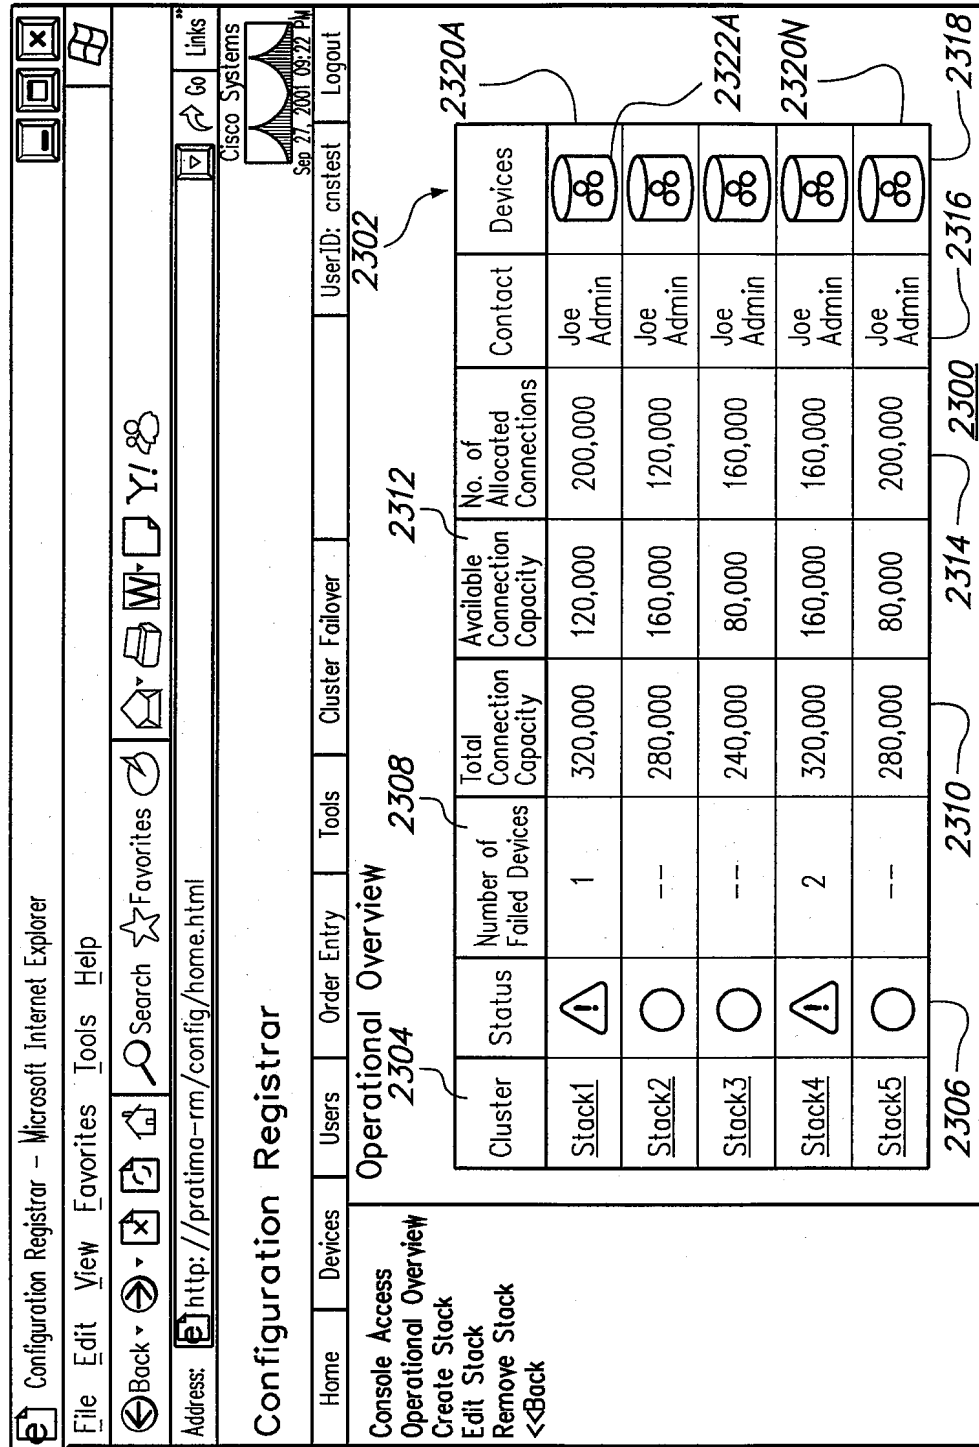 Configuration Registrar – Microsoft Internet Explorer
File Edit View Favorites Tools Help
Back Search Favorites W Y!
Address: http://pratima-rm/config/home.html Go Links »
Configuration Registrar
Cisco Systems
Sep 27, 2001 09:22 PM
Home Devices Users Order Entry Tools Cluster Failover UserID: cnstest Logout
Console Access
Operational Overview
Create Stack
Edit Stack
Remove Stack
<<Back
Operational Overview
2302
2304 2308 2312
Cluster Status Number of Failed Devices Total Connection Capacity Available Connection Capacity No. of Allocated Connections Contact Devices
Stack1 ! 1 320,000 120,000 200,000 Joe Admin
Stack2 -- 280,000 160,000 120,000 Joe Admin
Stack3 -- 240,000 80,000 160,000 Joe Admin
Stack4 ! 2 320,000 160,000 160,000 Joe Admin
Stack5 -- 280,000 80,000 200,000 Joe Admin
2320A
2322A
2320N
2306 2310 2314 2316 2318
2300